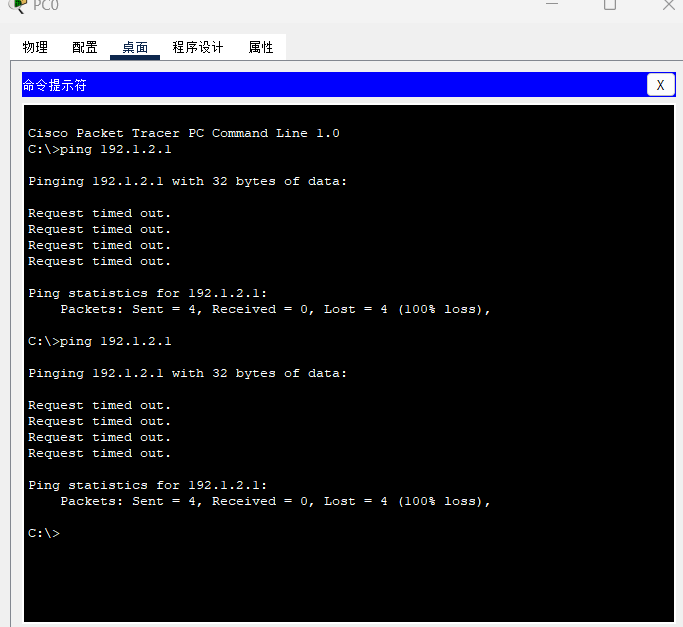 PC0
物理 配置 桌面 程序设计 属性
命令提示符 X
Cisco Packet Tracer PC Command Line 1.0
C:\>ping 192.1.2.1
Pinging 192.1.2.1 with 32 bytes of data:
Request timed out.
Request timed out.
Request timed out.
Request timed out.
Ping statistics for 192.1.2.1:
Packets: Sent = 4, Received = 0, Lost = 4 (100% loss),
C:\>ping 192.1.2.1
Pinging 192.1.2.1 with 32 bytes of data:
Request timed out.
Request timed out.
Request timed out.
Request timed out.
Ping statistics for 192.1.2.1:
Packets: Sent = 4, Received = 0, Lost = 4 (100% loss),
C:\>